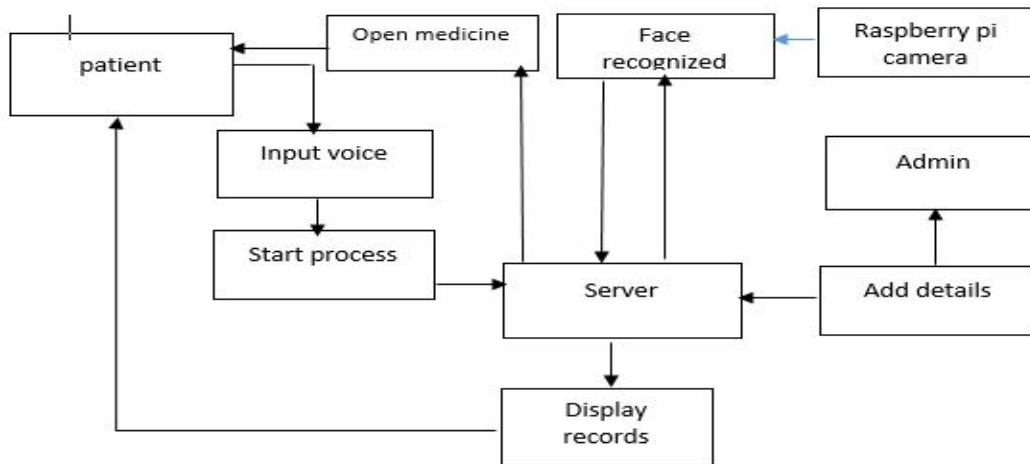 patient
Open medicine
Face
recognized
Raspberry pi
camera
Input voice
Admin
Start process
Server
Add details
Display
records